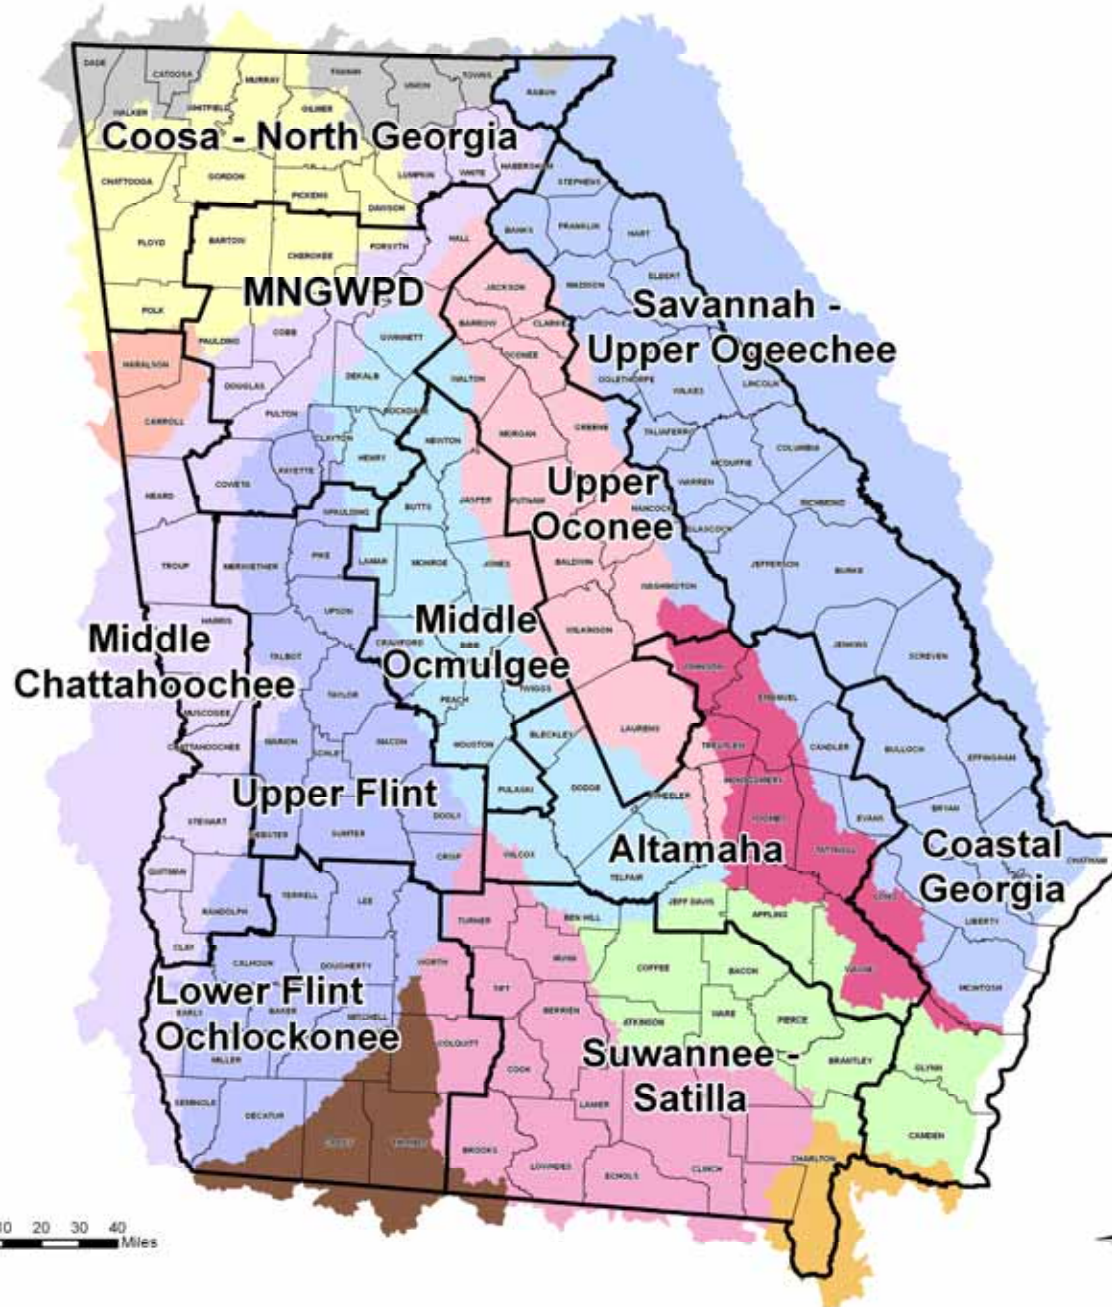 DADE
CATOOSA
MURRAY
FANNIN
UNION
TOWNS
RABUN
WALKER
WHITFIELD
GILMER
Coosa - North Georgia
CHATTOOGA
GORDON
PICKENS
LUMPKIN
WHITE
HABERSHAM
STEPHENS
DAWSON
FLOYD
BARTOW
CHEROKEE
FORSYTH
HALL
BANKS
FRANKLIN
HART
MNGWPD
JACKSON
MADISON
ELBERT
Savannah -
Upper Ogeechee
POLK
PAULDING
COBB
GWINNETT
BARROW
CLARKE
OCONEE
HARALSON
DOUGLAS
DEKALB
WALTON
OGLETHORPE
WILKES
LINCOLN
CARROLL
FULTON
ROCKDALE
CLAYTON
NEWTON
MORGAN
GREENE
TALIAFERRO
COLUMBIA
HENRY
MCDUFFIE
HEARD
COWETA
FAYETTE
WARREN
Upper
Oconee
SPAULDING
BUTTS
JASPER
PUTNAM
HANCOCK
RICHMOND
GLASCOCK
TROUP
MERIWETHER
PIKE
LAMAR
MONROE
JONES
BALDWIN
JEFFERSON
BURKE
WASHINGTON
UPSON
HARRIS
Middle
Ocmulgee
WILKINSON
Middle
Chattahoochee
TALBOT
CRAWFORD
JENKINS
SCREVEN
TAYLOR
PEACH
TWIGGS
JOHNSON
EMANUEL
MUSCOGEE
LAURENS
CHATTAHOOCHEE
MARION
SCHLEY
MACON
HOUSTON
BLECKLEY
TREUTLEN
CANDLER
BULLOCH
EFFINGHAM
Upper Flint
PULASKI
DODGE
WHEELER
MONTGOMERY
STEWART
WEBSTER
SUMTER
DOOLY
TOOMBS
EVANS
BRYAN
Altamaha
TATTNALL
Coastal
Georgia
CHATHAM
CRISP
WILCOX
QUITMAN
TELFAIR
RANDOLPH
TERRELL
LEE
TURNER
BEN HILL
JEFF DAVIS
APPLING
LONG
LIBERTY
CLAY
CALHOUN
DOUGHERTY
WORTH
IRWIN
COFFEE
BACON
WAYNE
MCINTOSH
Lower Flint
Ochlockonee
EARLY
BAKER
MITCHELL
TIFT
BERRIEN
ATKINSON
WARE
PIERCE
Suwannee -
Satilla
MILLER
COLQUITT
COOK
BRANTLEY
GLYNN
SEMINOLE
DECATUR
LANIER
GRADY
THOMAS
BROOKS
LOWNDES
ECHOLS
CLINCH
CHARLTON
CAMDEN
20 30 40
Miles